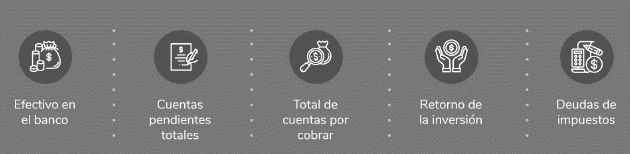 Efectivo en
el banco
Cuentas
pendientes
totales
Total de
cuentas por
cobrar
Retorno de
la inversión
Deudas de
impuestos